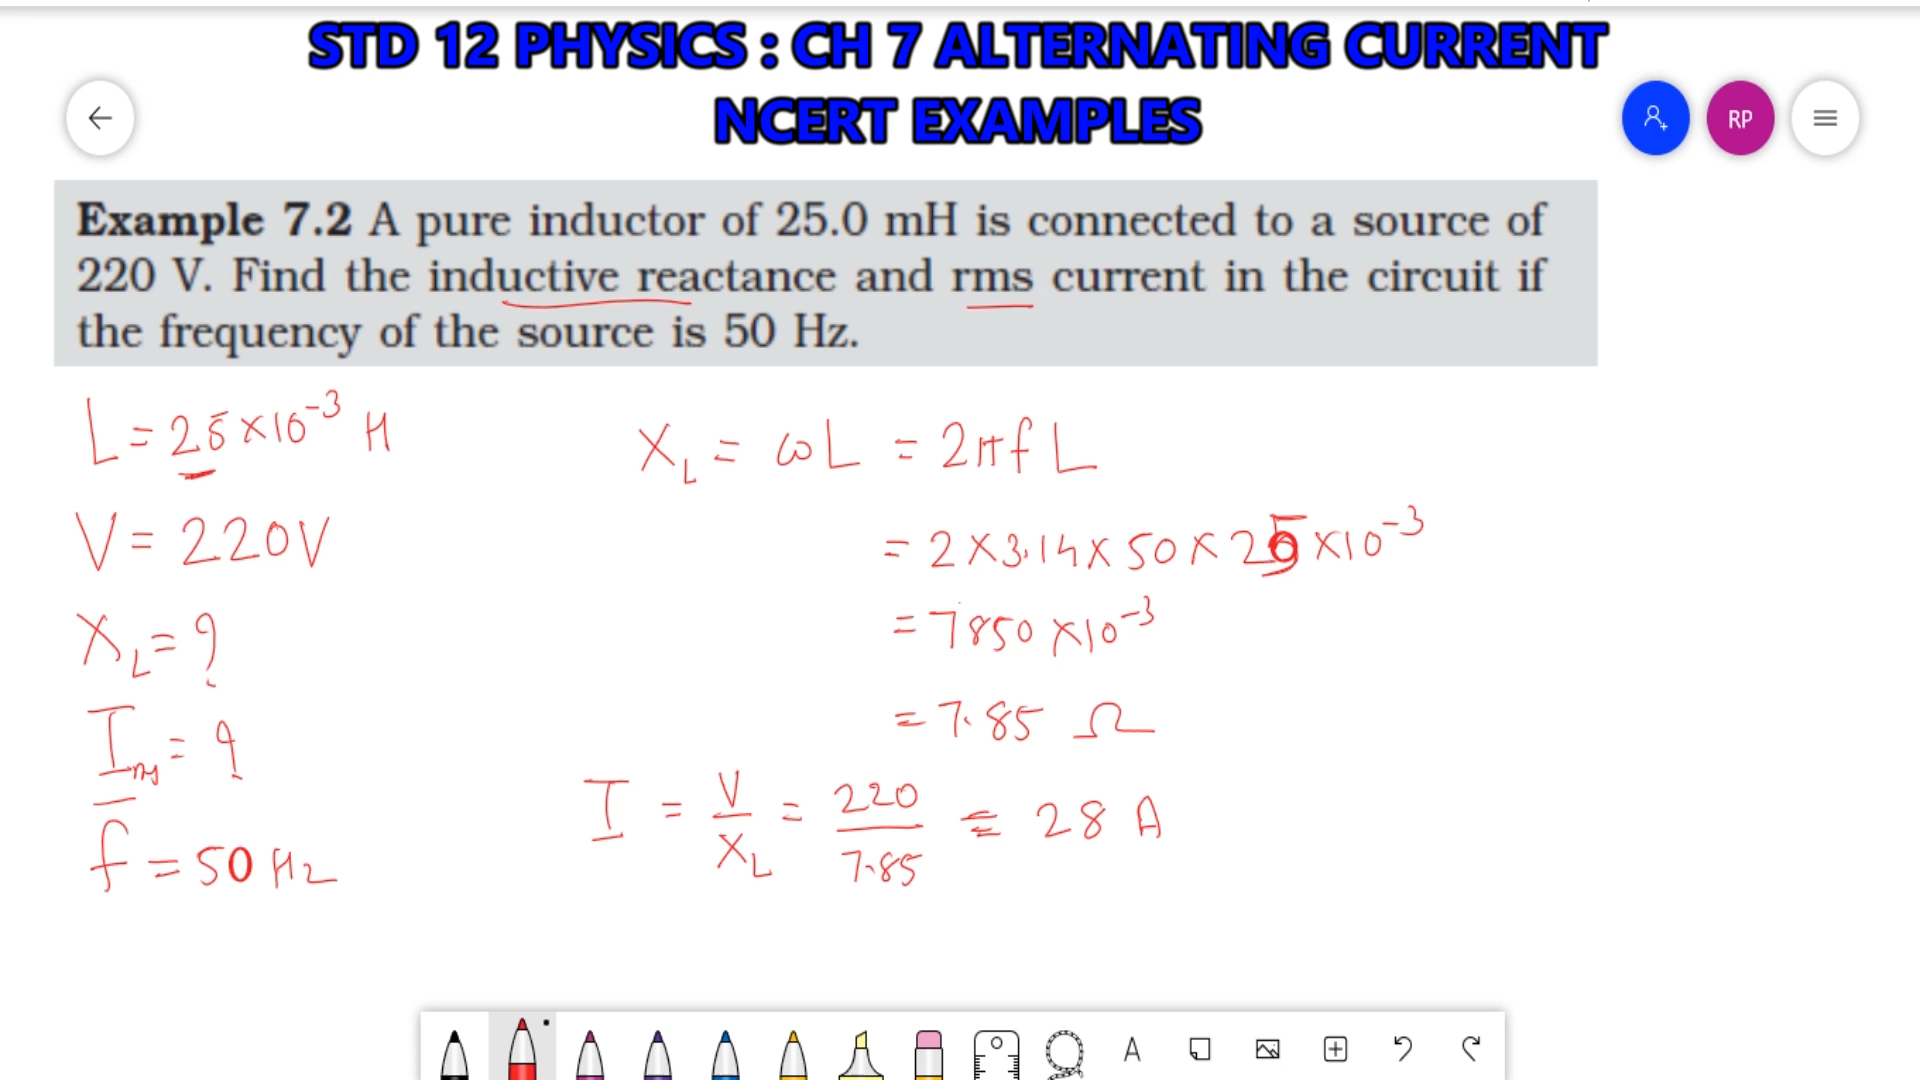 STD 12 PHYSICS : CH 7 ALTERNATING CURRENT
NCERT EXAMPLES
RP
Example 7.2 A pure inductor of 25.0 mH is connected to a source of
220 V. Find the inductive reactance and rms current in the circuit if
the frequency of the source is 50 Hz.
L = 25 × 10⁻³ H
V = 220V
X_L = ?
I_rms = ?
f = 50 Hz
X_L = ωL = 2πf L
= 2 × 3.14 × 50 × 25 × 10⁻³
= 7850 × 10⁻³
= 7.85 Ω
I = V/X_L = 220/7.85 = 28 A
A